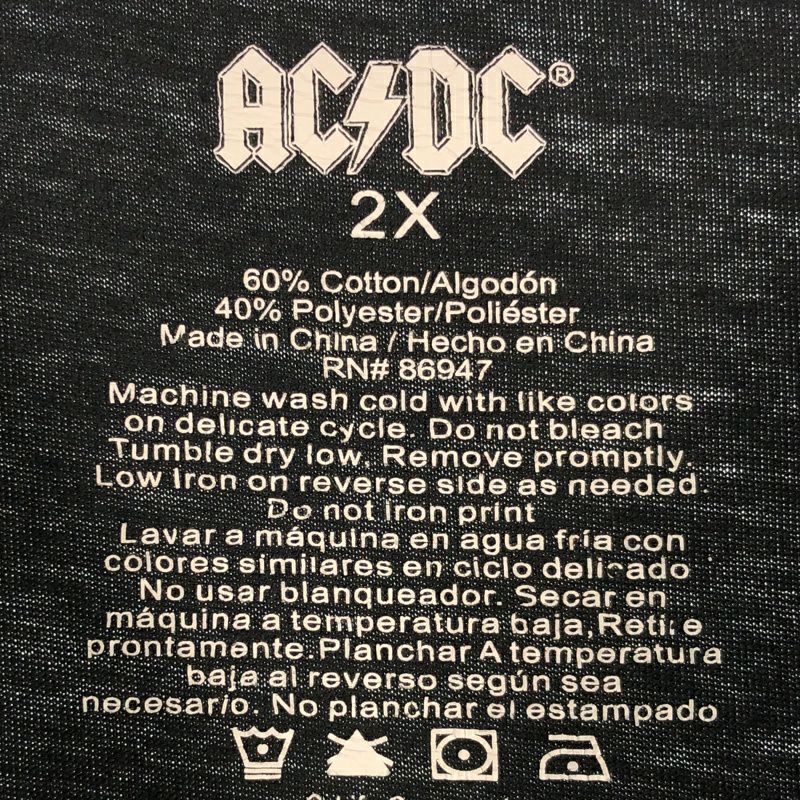 AC/DC®
2X
60% Cotton/Algodón
40% Polyester/Poliéster
Made in China / Hecho en China
RN# 86947
Machine wash cold with like colors
on delicate cycle. Do not bleach
Tumble dry low, Remove promptly.
Low Iron on reverse side as needed.
Do not iron print
Lavar a máquina en agua fría con
colores similares en ciclo delicado
No usar blanqueador. Secar en
máquina a temperatura baja,Retire
prontamente.Planchar A temperatura
baja al reverso según sea
necesario. No planchar el estampado